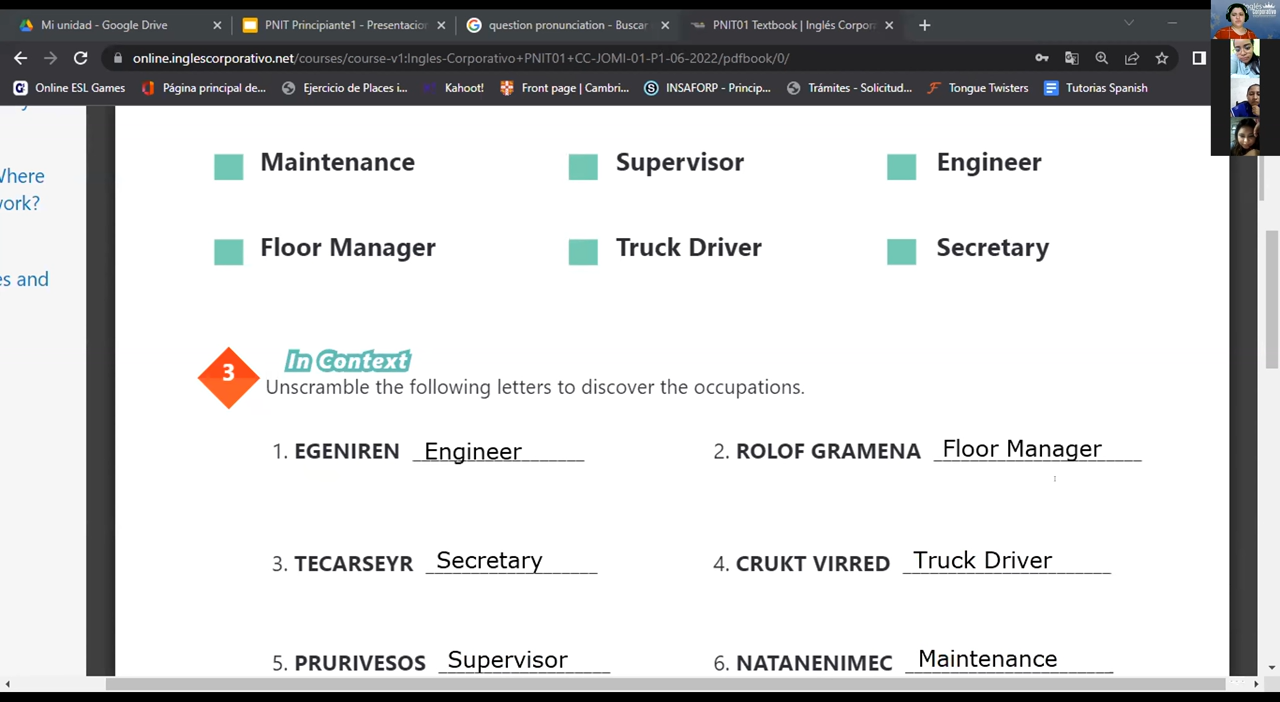 Mi unidad - Google Drive
PNIT Principiante1 - Presentacion
question pronunciation - Buscar
PNIT01 Textbook | Inglés Corpor
online.inglescorporativo.net/courses/course-v1:Ingles-Corporativo+PNIT01+CC-JOMI-01-P1-06-2022/pdfbook/0/
Online ESL Games
Página principal de...
Ejercicio de Places i...
Kahoot!
Front page | Cambri...
INSAFORP - Princip...
Trámites - Solicitud...
Tongue Twisters
Tutorias Spanish
Where
work?
es and
Maintenance
Supervisor
Engineer
Floor Manager
Truck Driver
Secretary
3
In Context
Unscramble the following letters to discover the occupations.
1. EGENIREN Engineer
2. ROLOF GRAMENA Floor Manager
3. TECARSEYR Secretary
4. CRUKT VIRRED Truck Driver
5. PRURIVESOS Supervisor
6. NATANENIMEC Maintenance